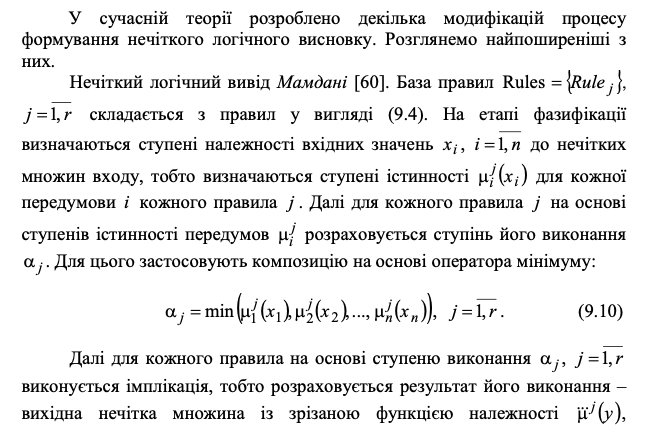 У сучасній теорії розроблено декілька модифікацій процесу
формування нечіткого логічного висновку. Розглянемо найпоширеніші з
них.
Нечіткий логічний вивід Мамдані [60]. База правил Rules = {Rule_j},
j = \overline{1, r} складається з правил у вигляді (9.4). На етапі фазифікації
визначаються ступені належності вхідних значень x_i, i = \overline{1, n} до нечітких
множин входу, тобто визначаються ступені істинності μ_i^j(x_i) для кожної
передумови i кожного правила j. Далі для кожного правила j на основі
ступенів істинності передумов μ_i^j розраховується ступінь його виконання
α_j. Для цього застосовують композицію на основі оператора мінімуму:
α_j = min(μ_1^j(x_1), μ_2^j(x_2), ..., μ_n^j(x_n)), j = \overline{1, r}. (9.10)
Далі для кожного правила на основі ступеню виконання α_j, j = \overline{1, r}
виконується імплікація, тобто розраховується результат його виконання –
вихідна нечітка множина із зрізаною функцією належності μ̈^j(y),